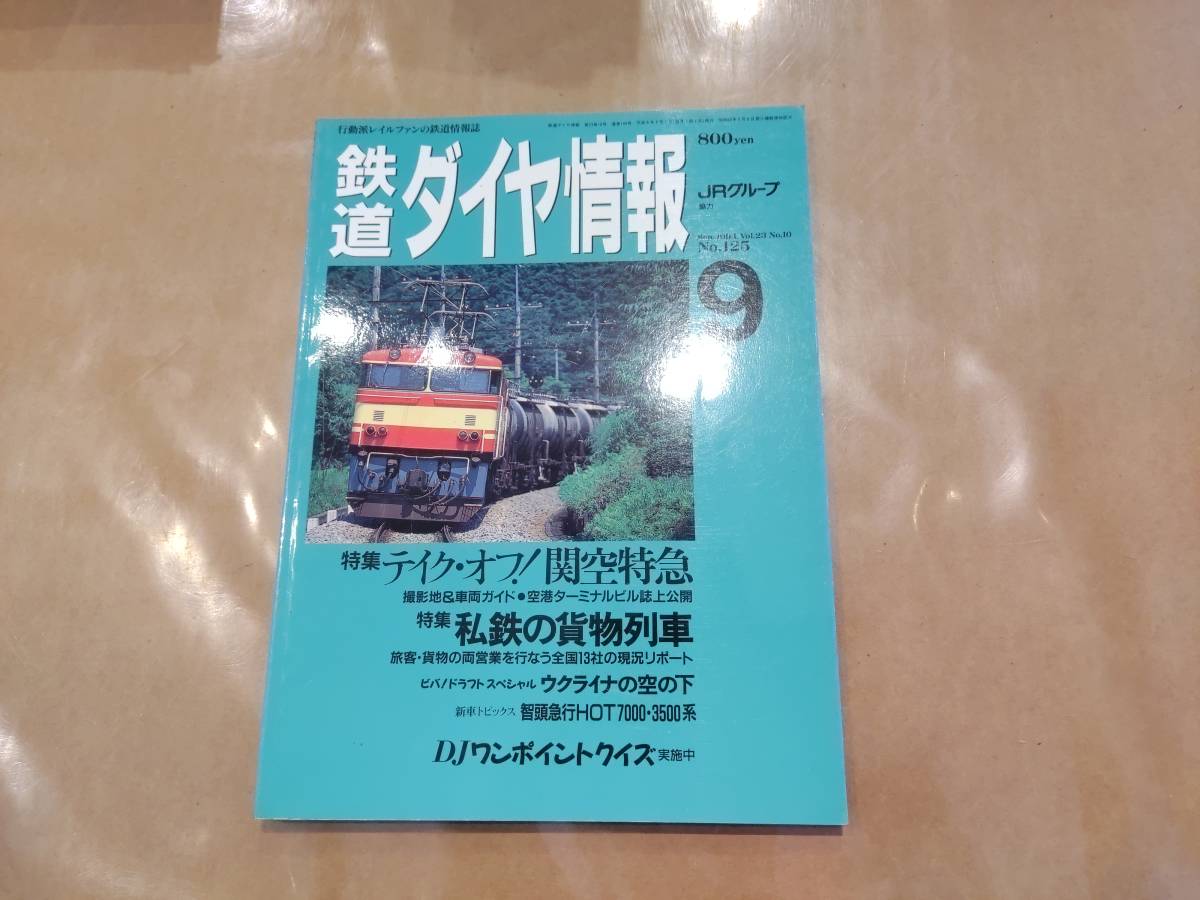 行動派レイルファンの鉄道情報誌
800yen
鉄道ダイヤ情報
JRグループ
協力
Vol.23 No.10
No.125
9
特集 テイク・オフ!関空特急
撮影地&車両ガイド●空港ターミナルビル誌上公開
特集 私鉄の貨物列車
旅客・貨物の両営業を行なう全国13社の現況リポート
ビバ!ドラフトスペシャル ウクライナの空の下
新車トピックス 智頭急行HOT7000・3500系
DJワンポイントクイズ実施中